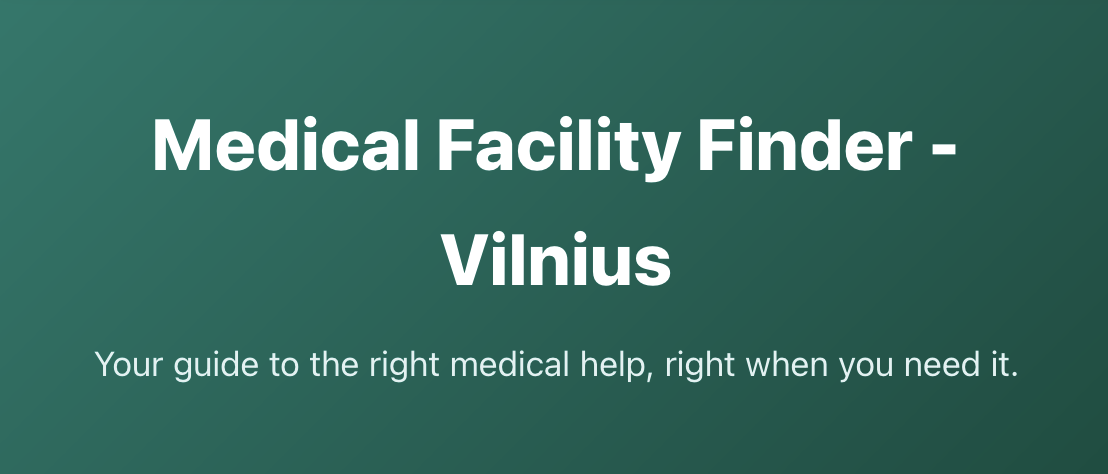 Medical Facility Finder -
Vilnius
Your guide to the right medical help, right when you need it.